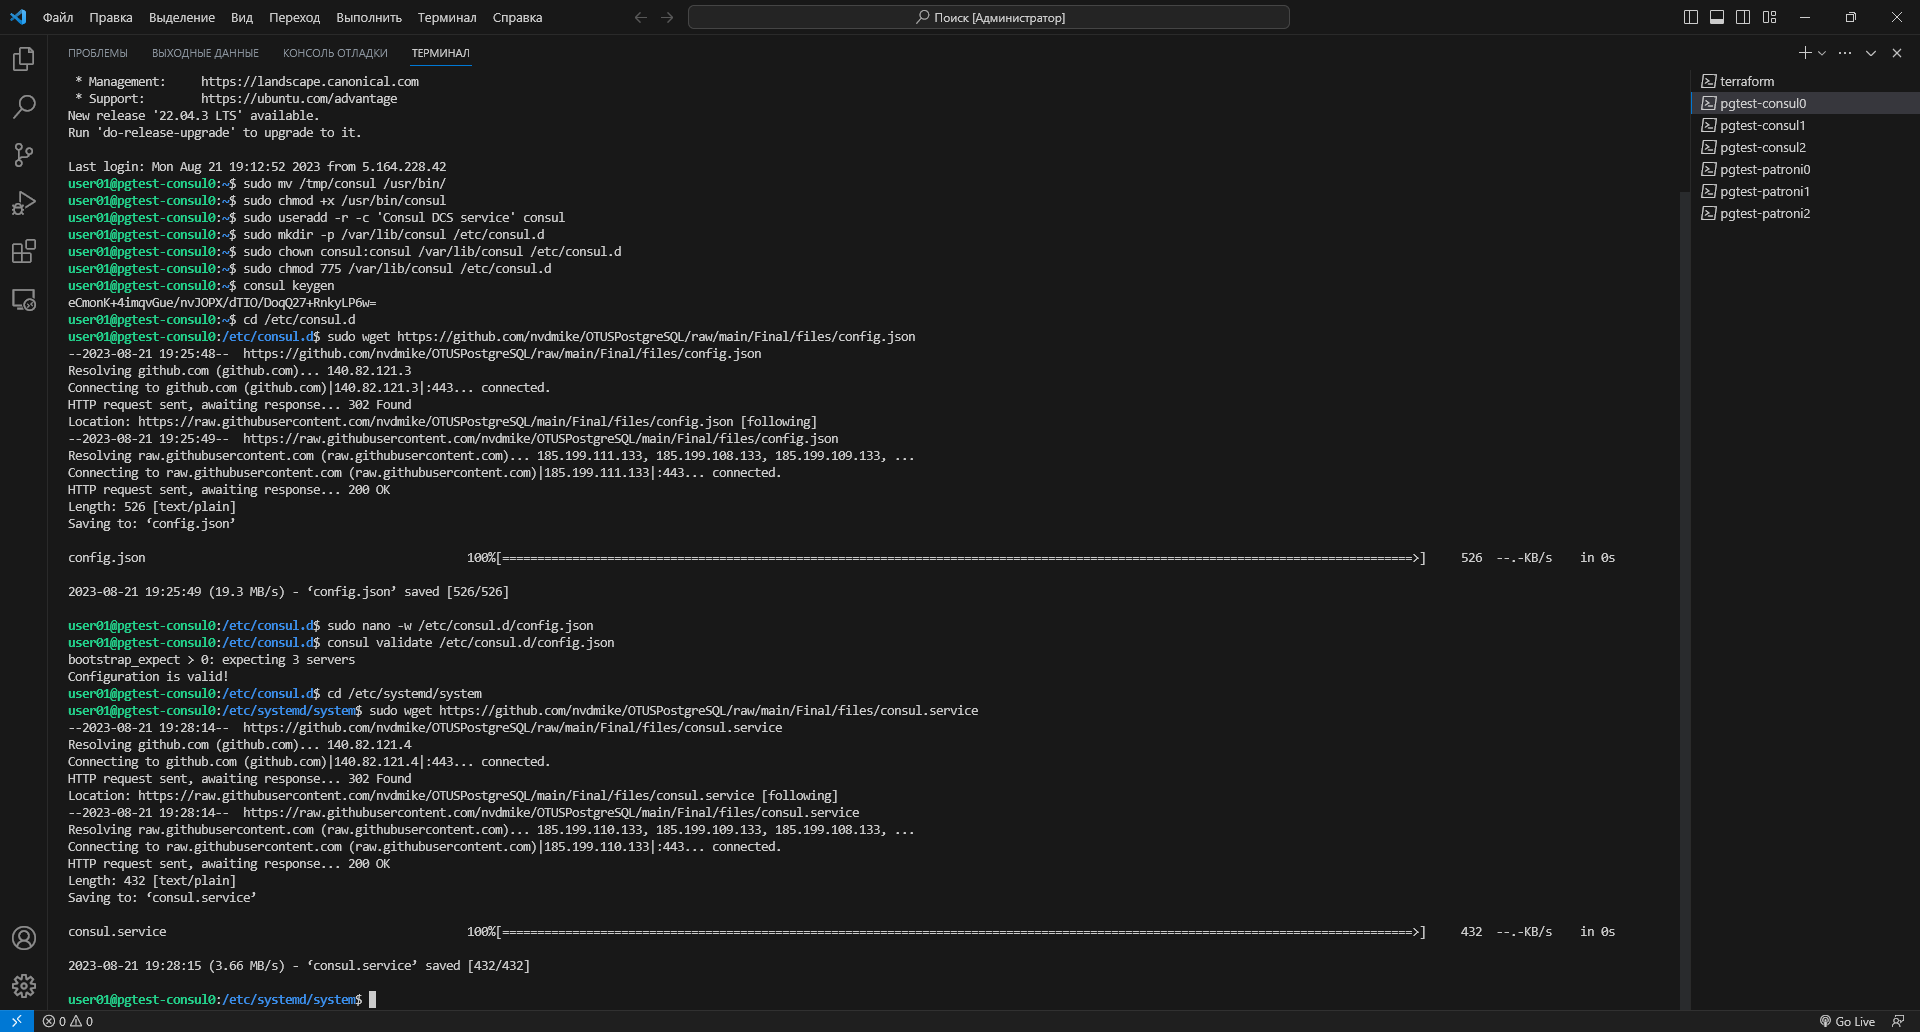 Файл Правка Выделение Вид Переход Выполнить Терминал Справка
Поиск [Администратор]
ПРОБЛЕМЫ ВЫХОДНЫЕ ДАННЫЕ КОНСОЛЬ ОТЛАДКИ ТЕРМИНАЛ
* Management:     https://landscape.canonical.com
* Support:        https://ubuntu.com/advantage
New release '22.04.3 LTS' available.
Run 'do-release-upgrade' to upgrade to it.
Last login: Mon Aug 21 19:12:52 2023 from 5.164.228.42
user01@pgtest-consul0:~$ sudo mv /tmp/consul /usr/bin/
user01@pgtest-consul0:~$ sudo chmod +x /usr/bin/consul
user01@pgtest-consul0:~$ sudo useradd -r -c 'Consul DCS service' consul
user01@pgtest-consul0:~$ sudo mkdir -p /var/lib/consul /etc/consul.d
user01@pgtest-consul0:~$ sudo chown consul:consul /var/lib/consul /etc/consul.d
user01@pgtest-consul0:~$ sudo chmod 775 /var/lib/consul /etc/consul.d
user01@pgtest-consul0:~$ consul keygen
eCmonK+4imqvGue/nvJOPX/dTIO/DoqQ27+RnkyLP6w=
user01@pgtest-consul0:~$ cd /etc/consul.d
user01@pgtest-consul0:/etc/consul.d$ sudo wget https://github.com/nvdmike/OTUSPostgreSQL/raw/main/Final/files/config.json
--2023-08-21 19:25:48--  https://github.com/nvdmike/OTUSPostgreSQL/raw/main/Final/files/config.json
Resolving github.com (github.com)... 140.82.121.3
Connecting to github.com (github.com)|140.82.121.3|:443... connected.
HTTP request sent, awaiting response... 302 Found
Location: https://raw.githubusercontent.com/nvdmike/OTUSPostgreSQL/main/Final/files/config.json [following]
--2023-08-21 19:25:49--  https://raw.githubusercontent.com/nvdmike/OTUSPostgreSQL/main/Final/files/config.json
Resolving raw.githubusercontent.com (raw.githubusercontent.com)... 185.199.111.133, 185.199.108.133, 185.199.109.133, ...
Connecting to raw.githubusercontent.com (raw.githubusercontent.com)|185.199.111.133|:443... connected.
HTTP request sent, awaiting response... 200 OK
Length: 526 [text/plain]
Saving to: ‘config.json’
config.json 100%[==================================================================>] 526 --.-KB/s in 0s
2023-08-21 19:25:49 (19.3 MB/s) - ‘config.json’ saved [526/526]
user01@pgtest-consul0:/etc/consul.d$ sudo nano -w /etc/consul.d/config.json
user01@pgtest-consul0:/etc/consul.d$ consul validate /etc/consul.d/config.json
bootstrap_expect > 0: expecting 3 servers
Configuration is valid!
user01@pgtest-consul0:/etc/consul.d$ cd /etc/systemd/system
user01@pgtest-consul0:/etc/systemd/system$ sudo wget https://github.com/nvdmike/OTUSPostgreSQL/raw/main/Final/files/consul.service
--2023-08-21 19:28:14--  https://github.com/nvdmike/OTUSPostgreSQL/raw/main/Final/files/consul.service
Resolving github.com (github.com)... 140.82.121.4
Connecting to github.com (github.com)|140.82.121.4|:443... connected.
HTTP request sent, awaiting response... 302 Found
Location: https://raw.githubusercontent.com/nvdmike/OTUSPostgreSQL/main/Final/files/consul.service [following]
--2023-08-21 19:28:14--  https://raw.githubusercontent.com/nvdmike/OTUSPostgreSQL/main/Final/files/consul.service
Resolving raw.githubusercontent.com (raw.githubusercontent.com)... 185.199.110.133, 185.199.109.133, 185.199.108.133, ...
Connecting to raw.githubusercontent.com (raw.githubusercontent.com)|185.199.110.133|:443... connected.
HTTP request sent, awaiting response... 200 OK
Length: 432 [text/plain]
Saving to: ‘consul.service’
consul.service 100%[==================================================================>] 432 --.-KB/s in 0s
2023-08-21 19:28:15 (3.66 MB/s) - ‘consul.service’ saved [432/432]
user01@pgtest-consul0:/etc/systemd/system$
terraform
pgtest-consul0
pgtest-consul1
pgtest-consul2
pgtest-patroni0
pgtest-patroni1
pgtest-patroni2
0 0
Go Live